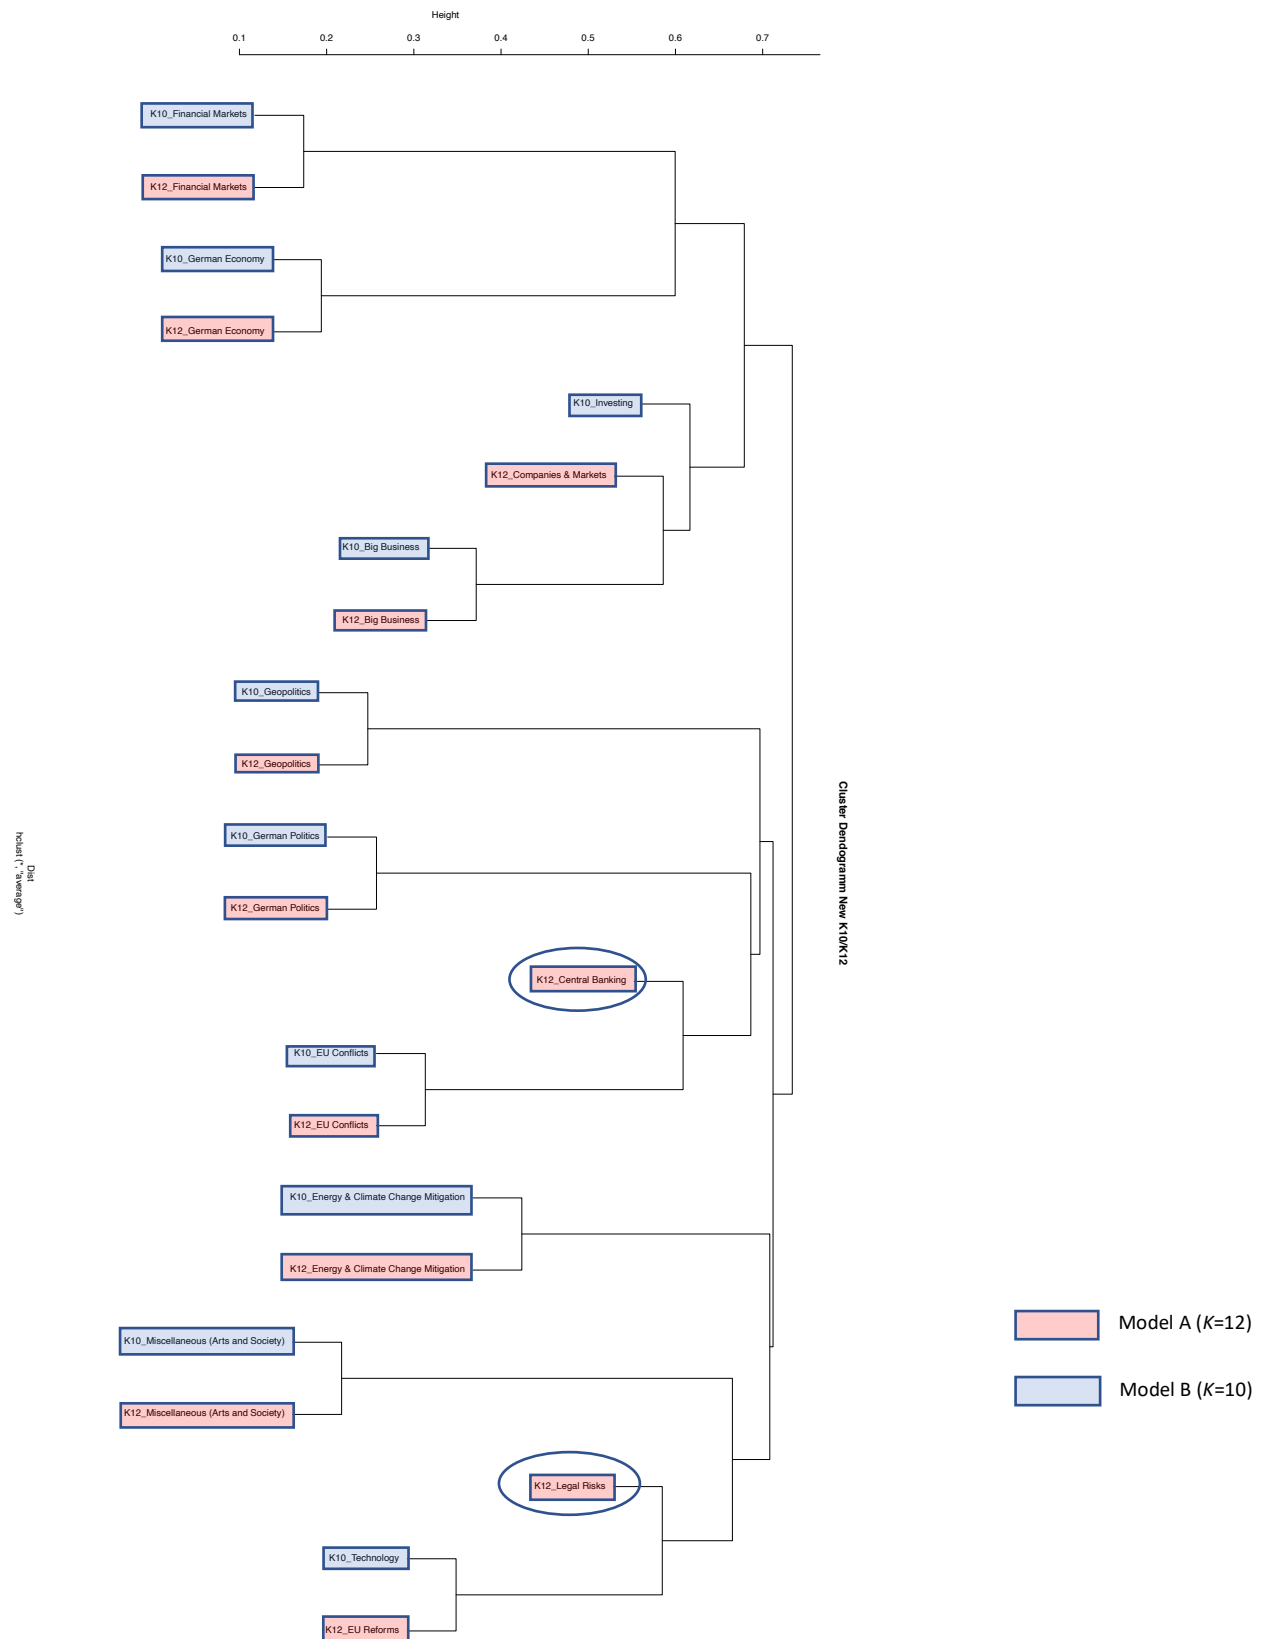 Height
0.1 0.2 0.3 0.4 0.5 0.6 0.7
K10_Financial Markets
K12_Financial Markets
K10_German Economy
K12_German Economy
K10_Investing
K12_Companies & Markets
K10_Big Business
K12_Big Business
K10_Geopolitics
K12_Geopolitics
K10_German Politics
K12_German Politics
K12_Central Banking
K10_EU Conflicts
K12_EU Conflicts
K10_Energy & Climate Change Mitigation
K12_Energy & Climate Change Mitigation
K10_Miscellaneous (Arts and Society)
K12_Miscellaneous (Arts and Society)
K12_Legal Risks
K10_Technology
K12_EU Reforms
Cluster Dendogramm New K10/K12
Dist
hclust (*, "average")
Model A (K=12)
Model B (K=10)